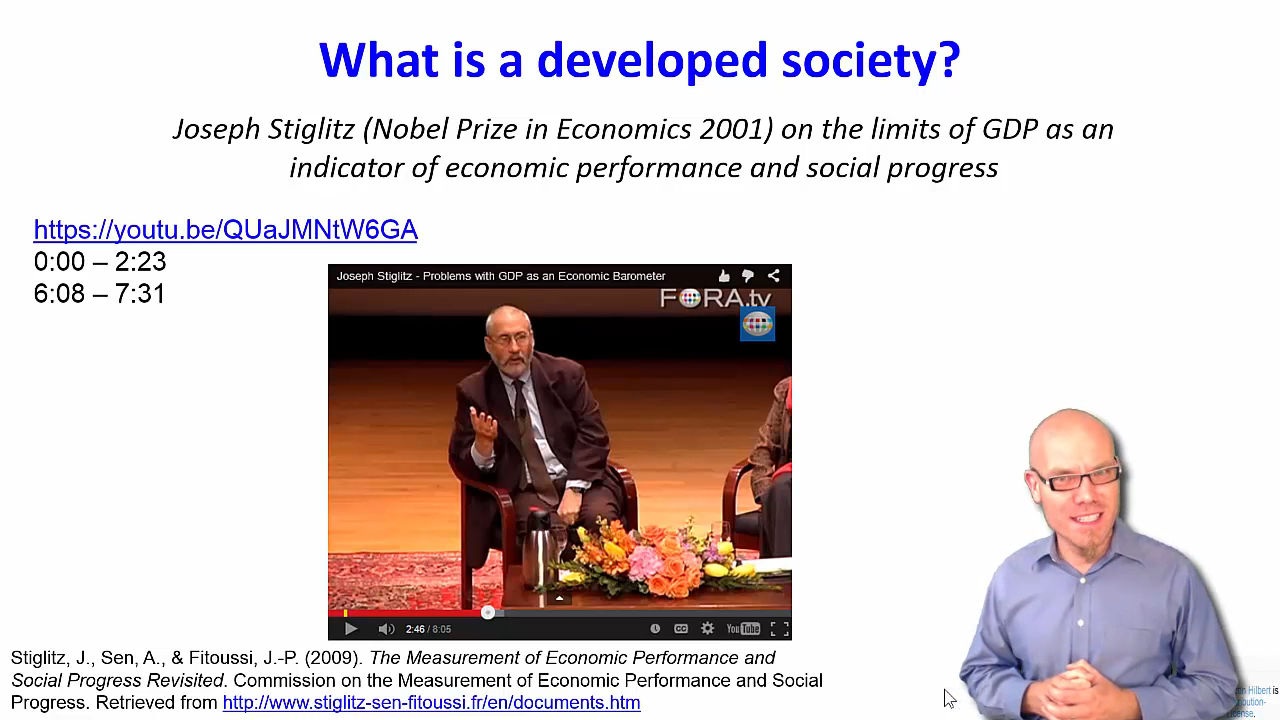 What is a developed society?
Joseph Stiglitz (Nobel Prize in Economics 2001) on the limits of GDP as an
indicator of economic performance and social progress
https://youtu.be/QUaJMNtW6GA
0:00 – 2:23
6:08 – 7:31
Joseph Stiglitz - Problems with GDP as an Economic Barometer
FORA.tv
2:46 / 8:05
CC
YouTube
Stiglitz, J., Sen, A., & Fitoussi, J.-P. (2009). The Measurement of Economic Performance and
Social Progress Revisited. Commission on the Measurement of Economic Performance and Social
Progress. Retrieved from http://www.stiglitz-sen-fitoussi.fr/en/documents.htm
Hilbert is